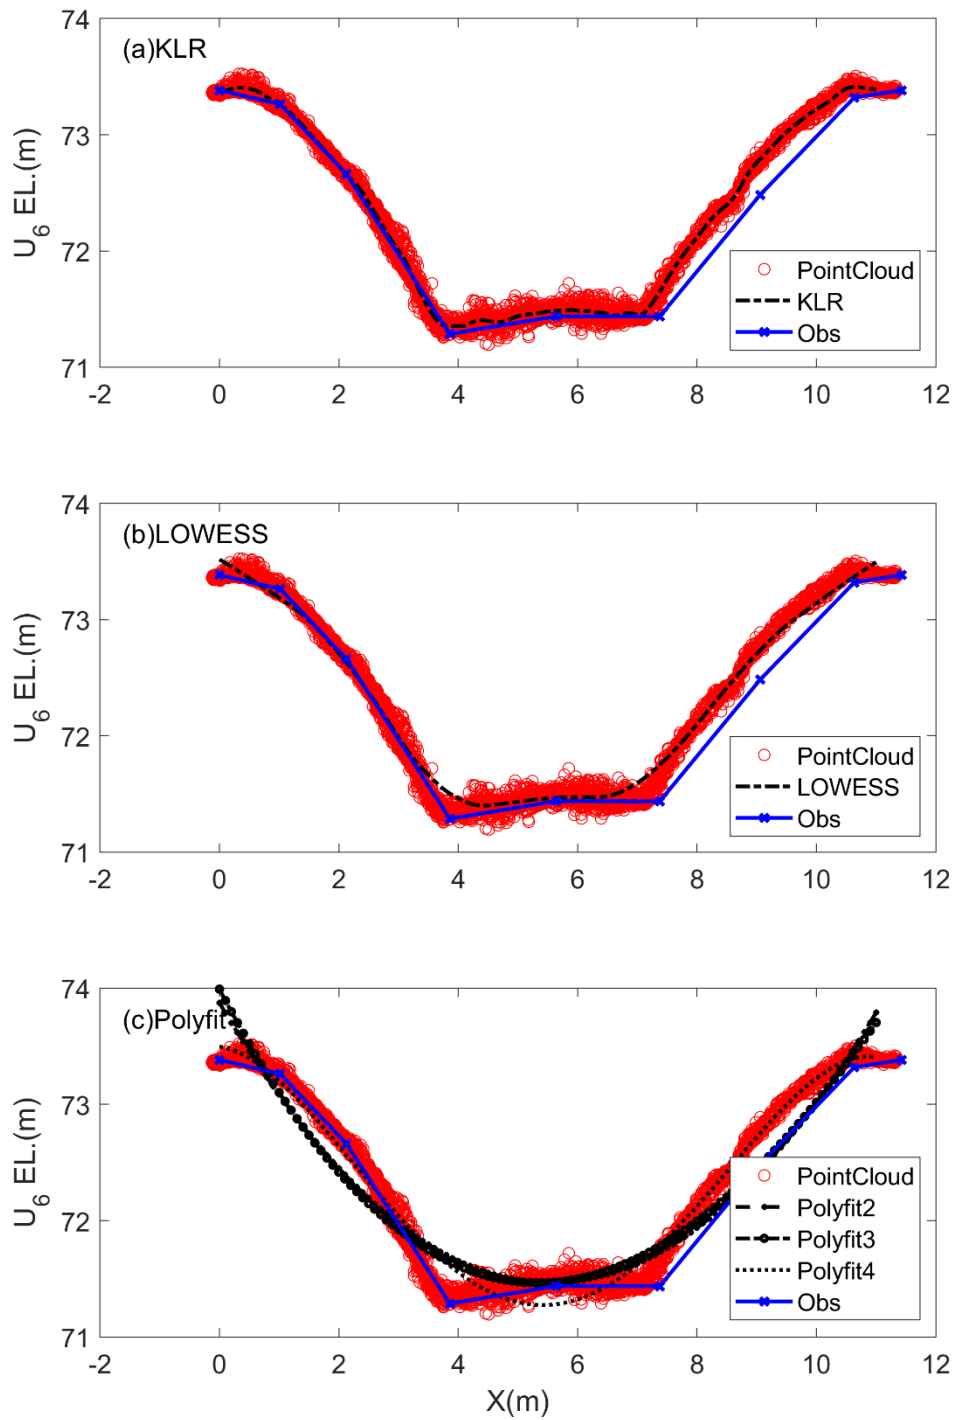 74
(a)KLR
73
U6 EL.(m)
72
PointCloud
KLR
Obs
71
-2 0 2 4 6 8 10 12
74
(b)LOWESS
73
U6 EL.(m)
72
PointCloud
LOWESS
Obs
71
-2 0 2 4 6 8 10 12
74
(c)Polyfit
73
U6 EL.(m)
72
PointCloud
Polyfit2
Polyfit3
Polyfit4
Obs
71
-2 0 2 4 6 8 10 12
X(m)